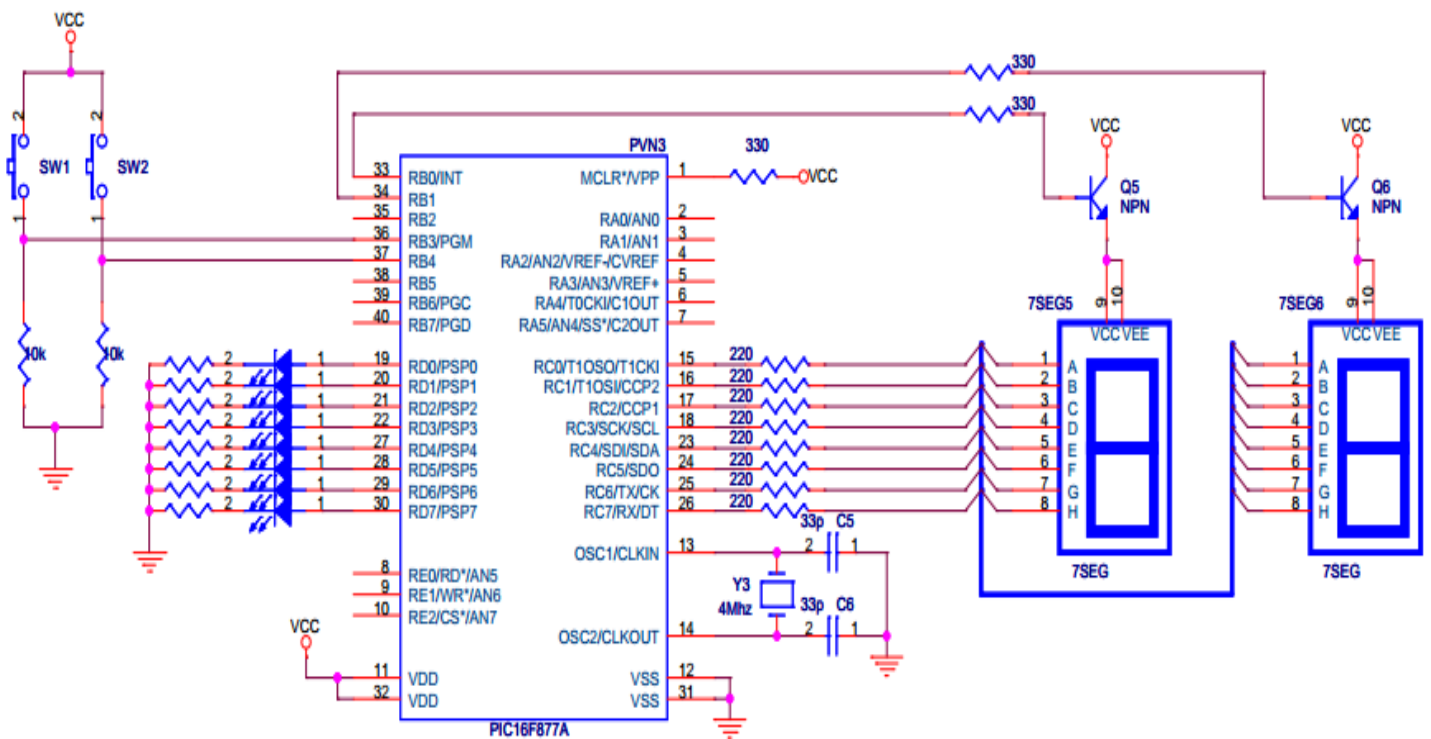 VCC
2
2
SW1
SW2
1
1
10k
10k
330
330
PVN3
330
VCC
33 RB0/INT
34 RB1
35 RB2
36 RB3/PGM
37 RB4
38 RB5
39 RB6/PGC
40 RB7/PGD
2 1 19 RD0/PSP0
2 1 20 RD1/PSP1
2 1 21 RD2/PSP2
2 1 22 RD3/PSP3
2 1 27 RD4/PSP4
2 1 28 RD5/PSP5
2 1 29 RD6/PSP6
2 1 30 RD7/PSP7
8 RE0/RD*/AN5
9 RE1/WR*/AN6
10 RE2/CS*/AN7
VCC
11 VDD
32 VDD
MCLR*/VPP 1
RA0/AN0 2
RA1/AN1 3
RA2/AN2/VREF-/CVREF 4
RA3/AN3/VREF+ 5
RA4/T0CKI/C1OUT 6
RA5/AN4/SS*/C2OUT 7
RC0/T1OSO/T1CKI 15 220
RC1/T1OSI/CCP2 16 220
RC2/CCP1 17 220
RC3/SCK/SCL 18 220
RC4/SDI/SDA 23 220
RC5/SDO 24 220
RC6/TX/CK 25 220
RC7/RX/DT 26 220
OSC1/CLKIN 13
OSC2/CLKOUT 14
VSS 12
VSS 31
PIC16F877A
33p C5
2 1
Y3
4Mhz
33p C6
2 1
VCC
Q5
NPN
9
10
7SEG5
VCC VEE
1 A
2 B
3 C
4 D
5 E
6 F
7 G
8 H
7SEG
VCC
Q6
NPN
9
10
7SEG6
VCC VEE
1 A
2 B
3 C
4 D
5 E
6 F
7 G
8 H
7SEG